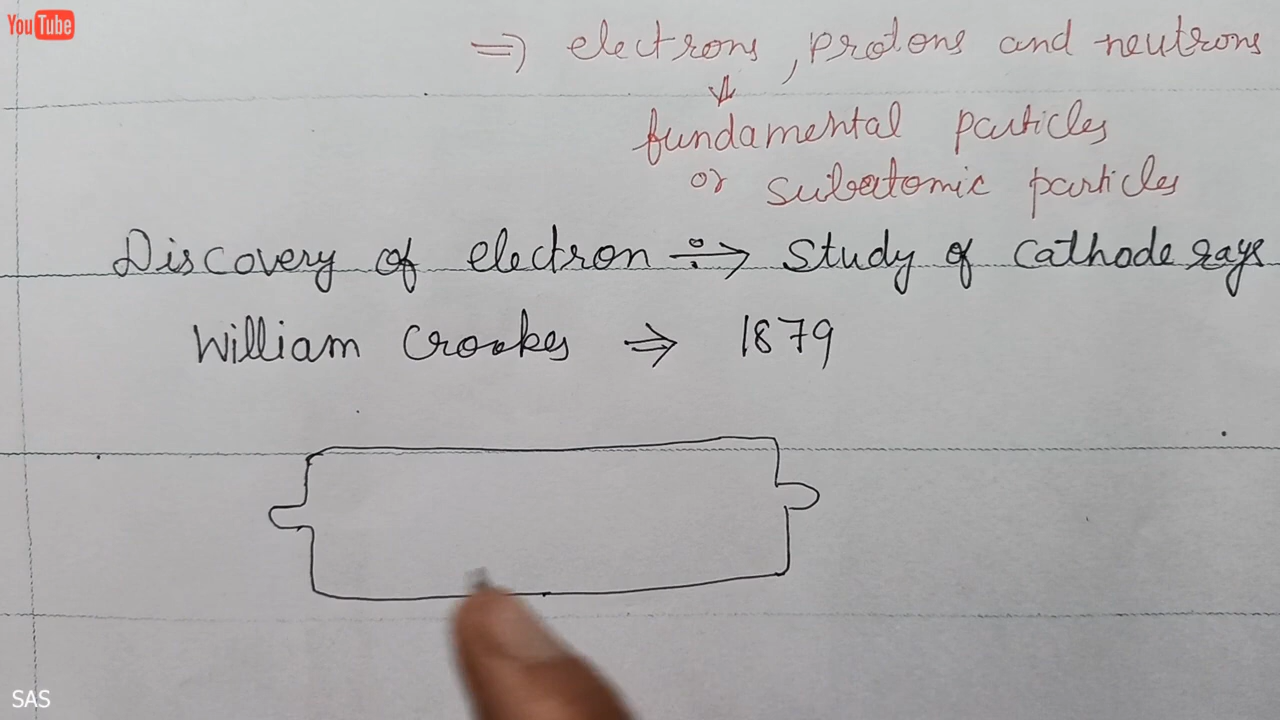 YouTube
⇒ electrons, protons and neutrons
fundamental particles
or subatomic particles
Discovery of electron ÷→ Study of cathode rays
William Crookes ⇒ 1879
SAS